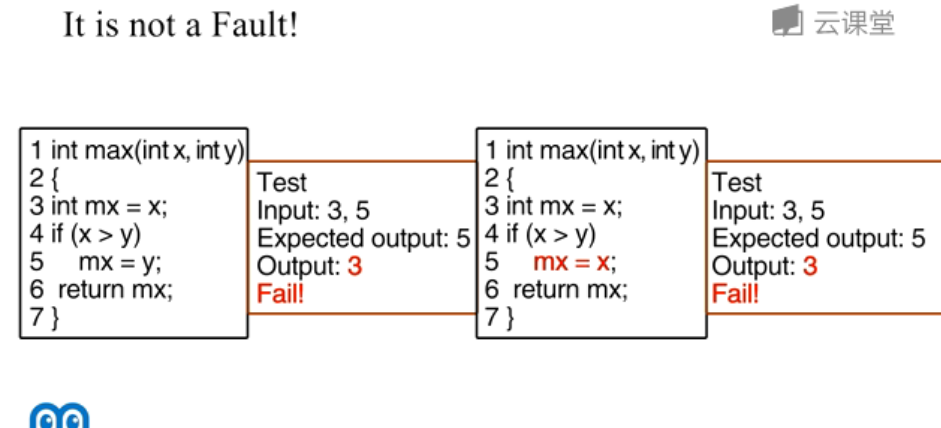 It is not a Fault!
云课堂
1 int max(int x, int y)
2 {
3 int mx = x;
4 if (x > y)
5 mx = y;
6 return mx;
7 }
Test
Input: 3, 5
Expected output: 5
Output: 3
Fail!
1 int max(int x, int y)
2 {
3 int mx = x;
4 if (x > y)
5 mx = x;
6 return mx;
7 }
Test
Input: 3, 5
Expected output: 5
Output: 3
Fail!